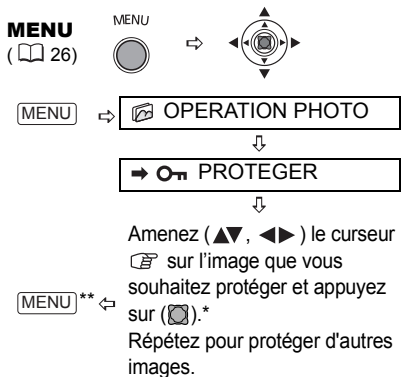 MENU
MENU
( 26)
MENU
OPERATION PHOTO
PROTEGER
Amenez (▲▼, ◀▶ ) le curseur
sur l'image que vous
souhaitez protéger et appuyez
MENU **
sur ( ).*
Répétez pour protéger d'autres
images.